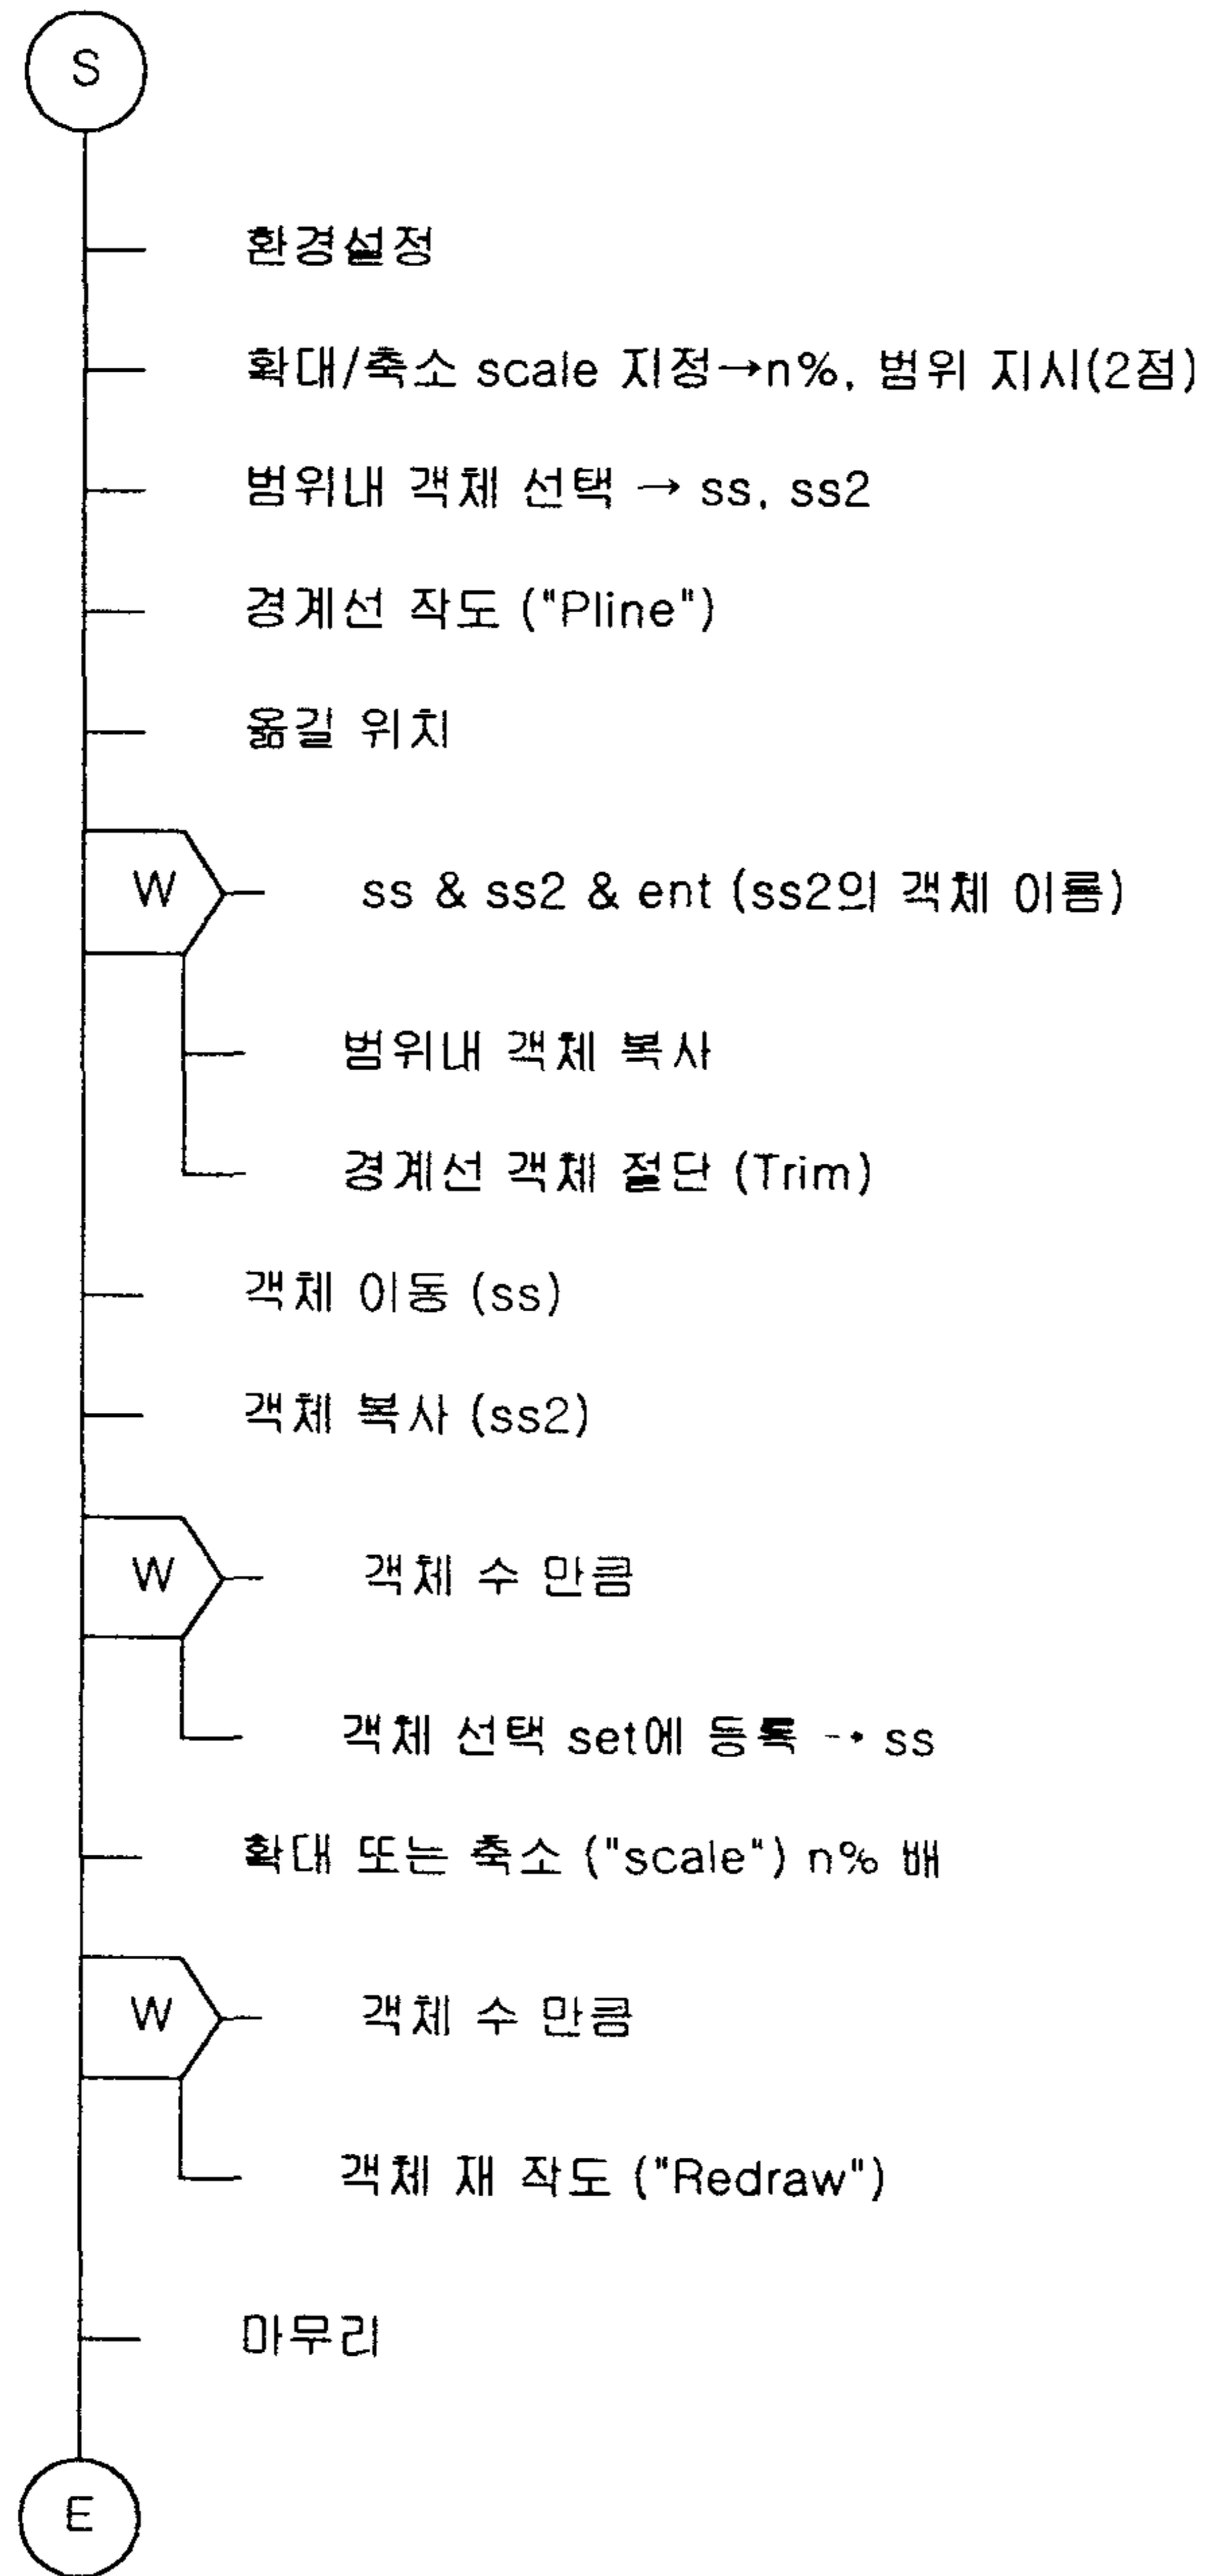 S
환경설정
확대/축소 scale 지정→n%, 범위 지시(2점)
범위내 객체 선택 → ss, ss2
경계선 작도 ("Pline")
옮길 위치
W
ss & ss2 & ent (ss2의 객체 이름)
범위내 객체 복사
경계선 객체 절단 (Trim)
객체 이동 (ss)
객체 복사 (ss2)
W
객체 수 만큼
객체 선택 set에 등록 → ss
확대 또는 축소 ("scale") n% 배
W
객체 수 만큼
객체 재 작도 ("Redraw")
마무리
E